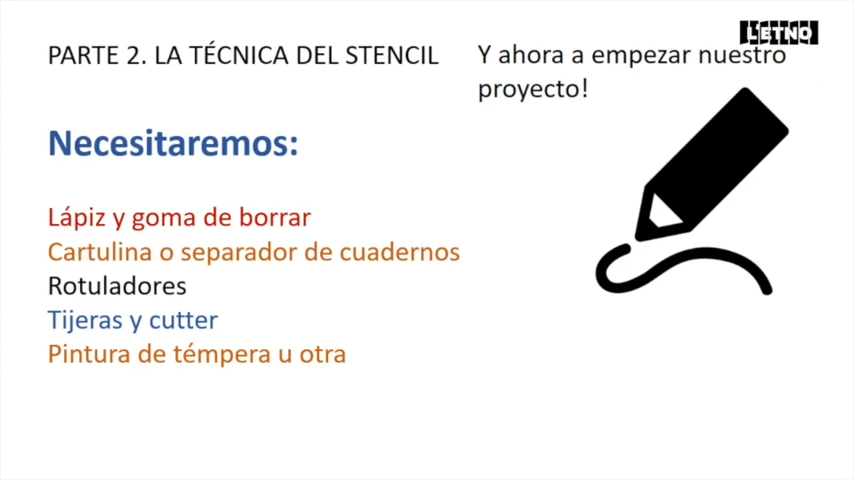 LETNO
PARTE 2. LA TÉCNICA DEL STENCIL
Y ahora a empezar nuestro
proyecto!
Necesitaremos:
Lápiz y goma de borrar
Cartulina o separador de cuadernos
Rotuladores
Tijeras y cutter
Pintura de témpera u otra